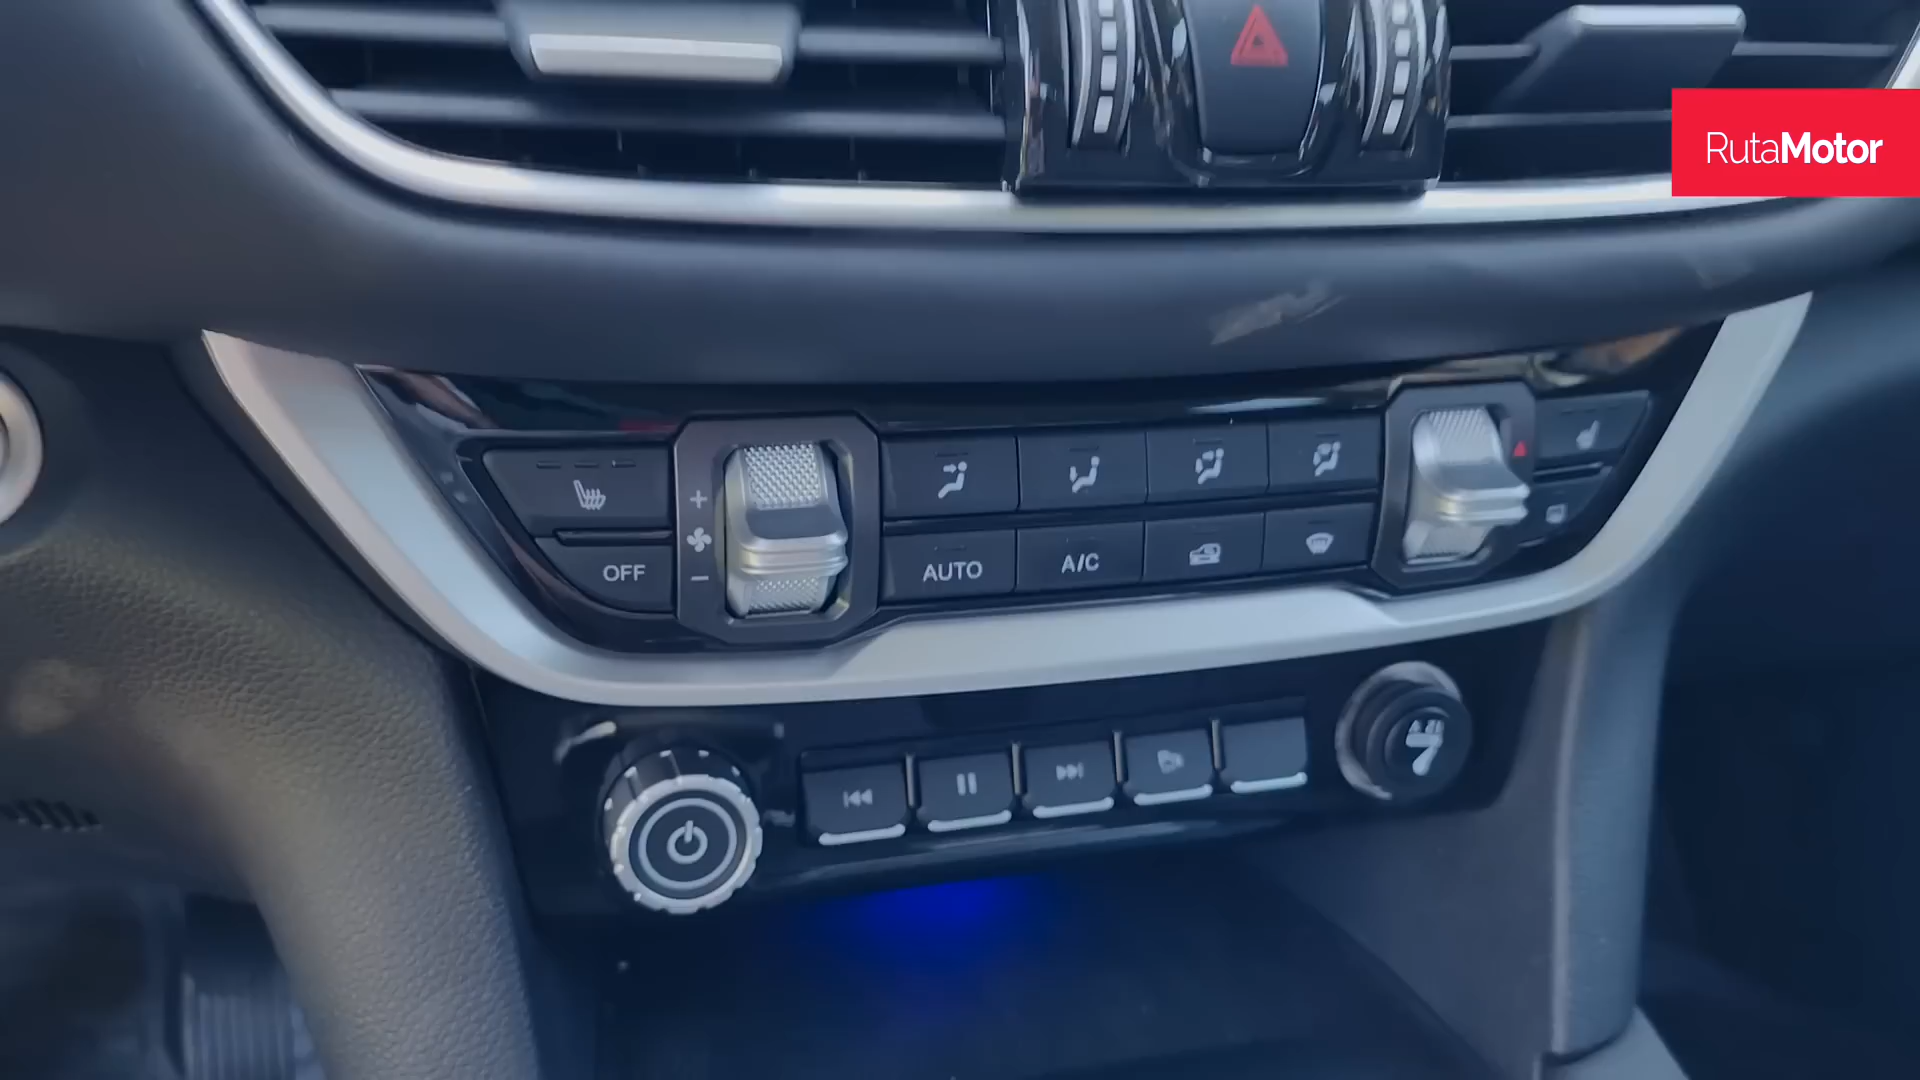 RutaMotor
+
-
OFF
AUTO
A/C